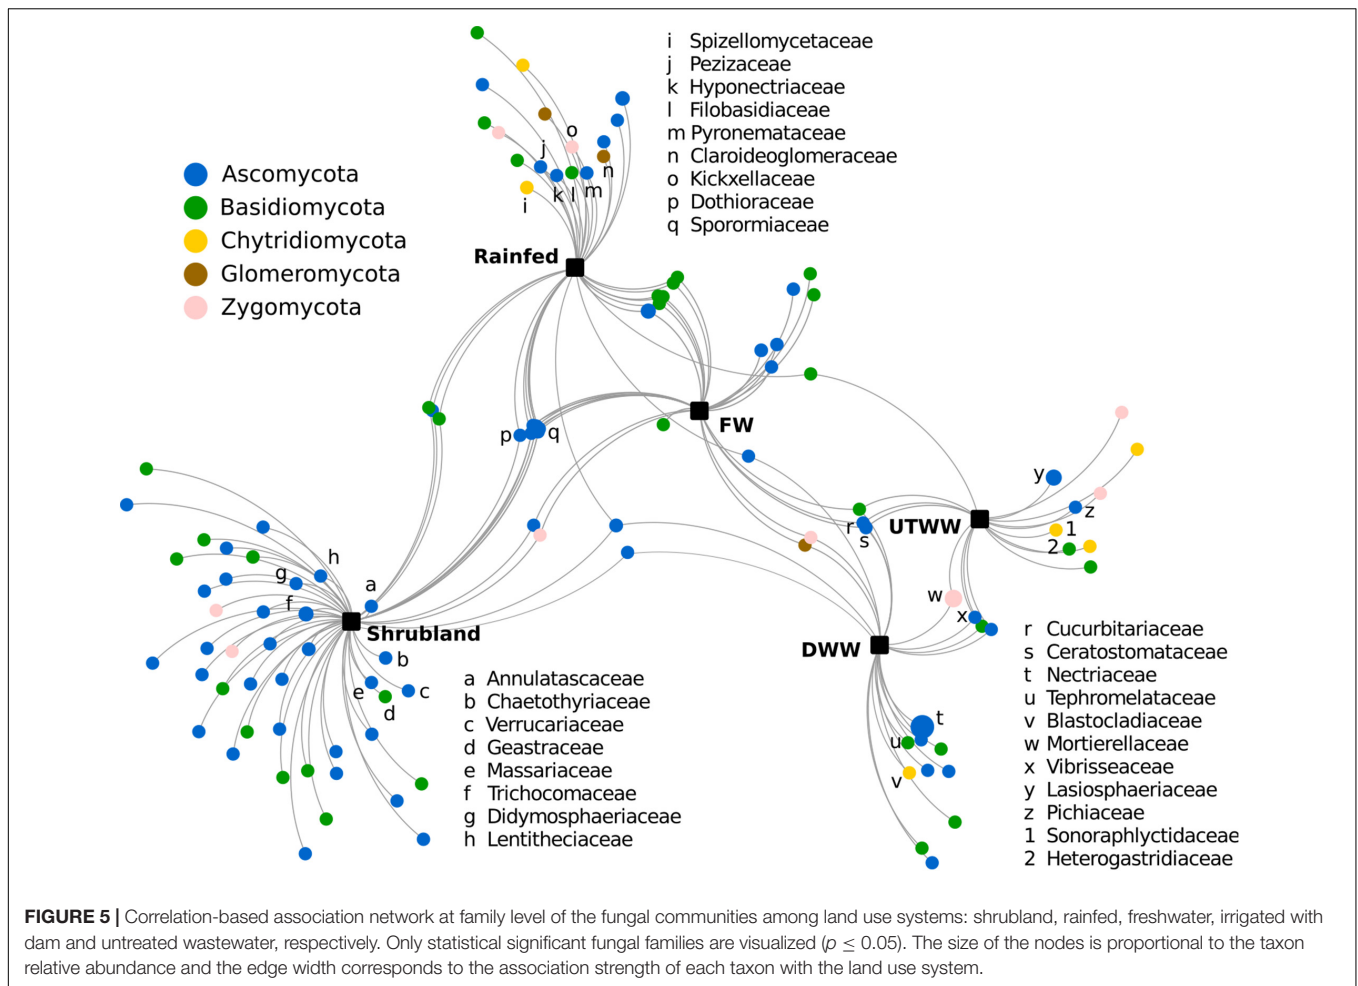 i Spizellomycetaceae
j Pezizaceae
k Hyponectriaceae
l Filobasidiaceae
m Pyronemataceae
n Claroideoglomeraceae
o Kickxellaceae
p Dothioraceae
q Sporormiaceae
Ascomycota
Basidiomycota
Chytridiomycota
Glomeromycota
Zygomycota
o
j
n
k
l
m
i
Rainfed
FW
p
q
y
z
1
2
UTWW
r
s
h
g
a
f
Shrubland
b
e
c
d
w
x
DWW
t
u
v
a Annulatascaceae
b Chaetothyriaceae
c Verrucariaceae
d Geastraceae
e Massariaceae
f Trichocomaceae
g Didymosphaeriaceae
h Lentitheciaceae
r Cucurbitariaceae
s Ceratostomataceae
t Nectriaceae
u Tephromelataceae
v Blastocladiaceae
w Mortierellaceae
x Vibrisseaceae
y Lasiosphaeriaceae
z Pichiaceae
1 Sonoraphlyctidaceae
2 Heterogastridiaceae
FIGURE 5 | Correlation-based association network at family level of the fungal communities among land use systems: shrubland, rainfed, freshwater, irrigated with
dam and untreated wastewater, respectively. Only statistical significant fungal families are visualized (p ≤ 0.05). The size of the nodes is proportional to the taxon
relative abundance and the edge width corresponds to the association strength of each taxon with the land use system.